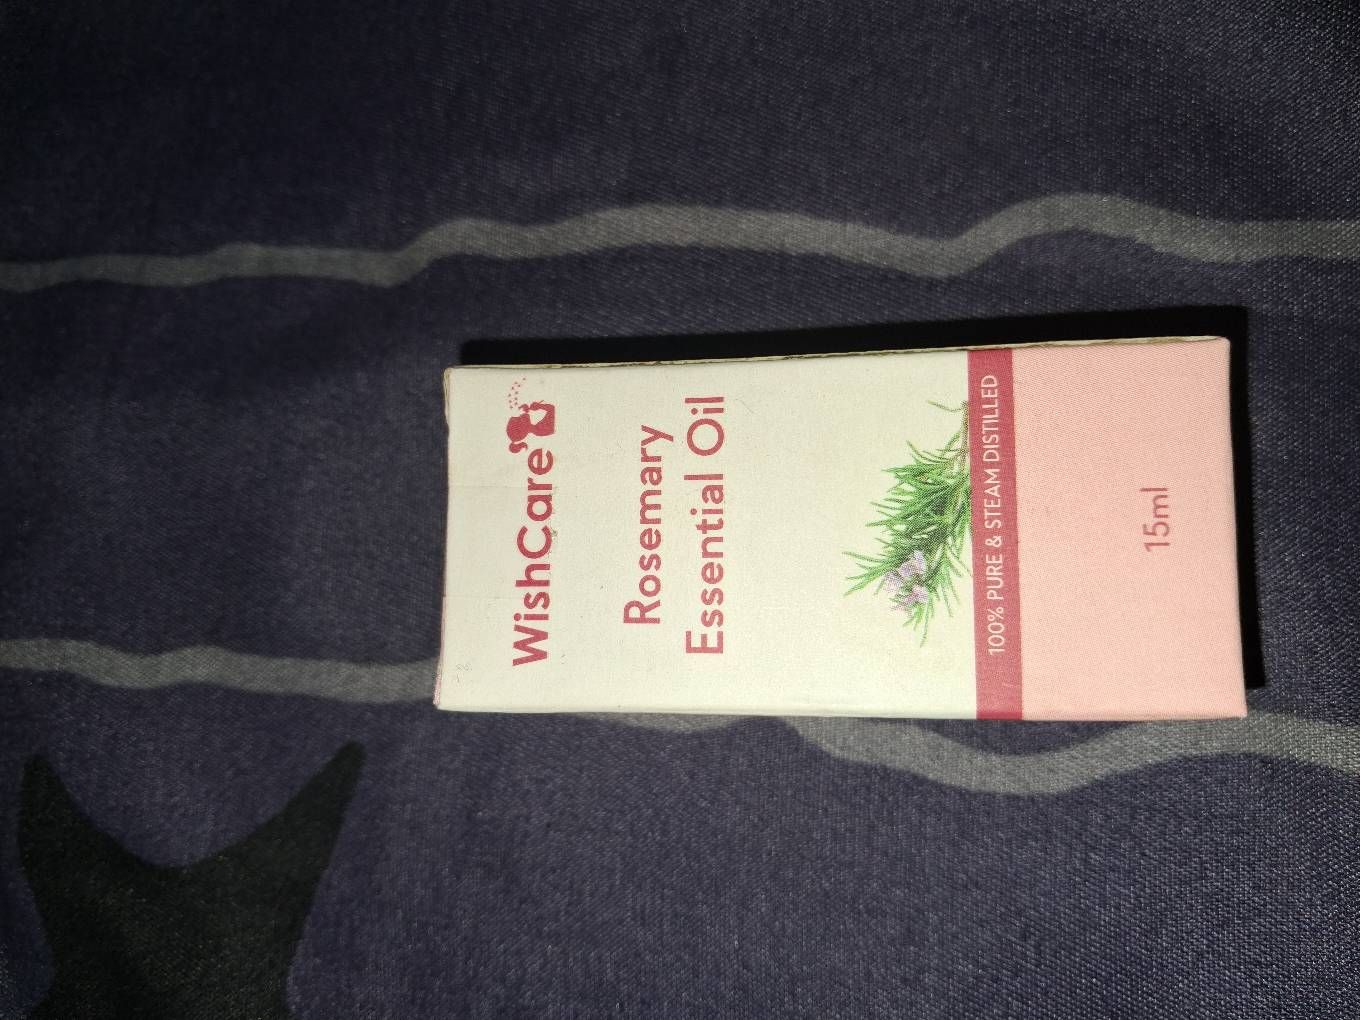 WishCare
Rosemary
Essential Oil
100% PURE & STEAM DISTILLED
15ml